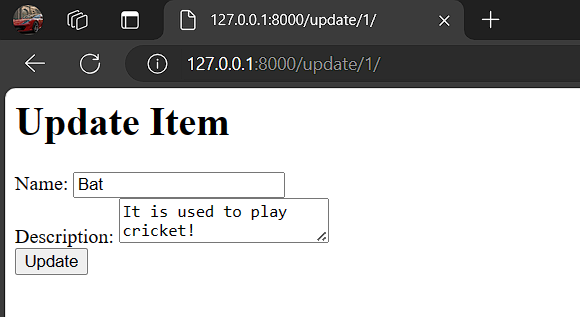 127.0.0.1:8000/update/1/
127.0.0.1:8000/update/1/
Update Item
Name: Bat
Description: It is used to play
cricket!
Update